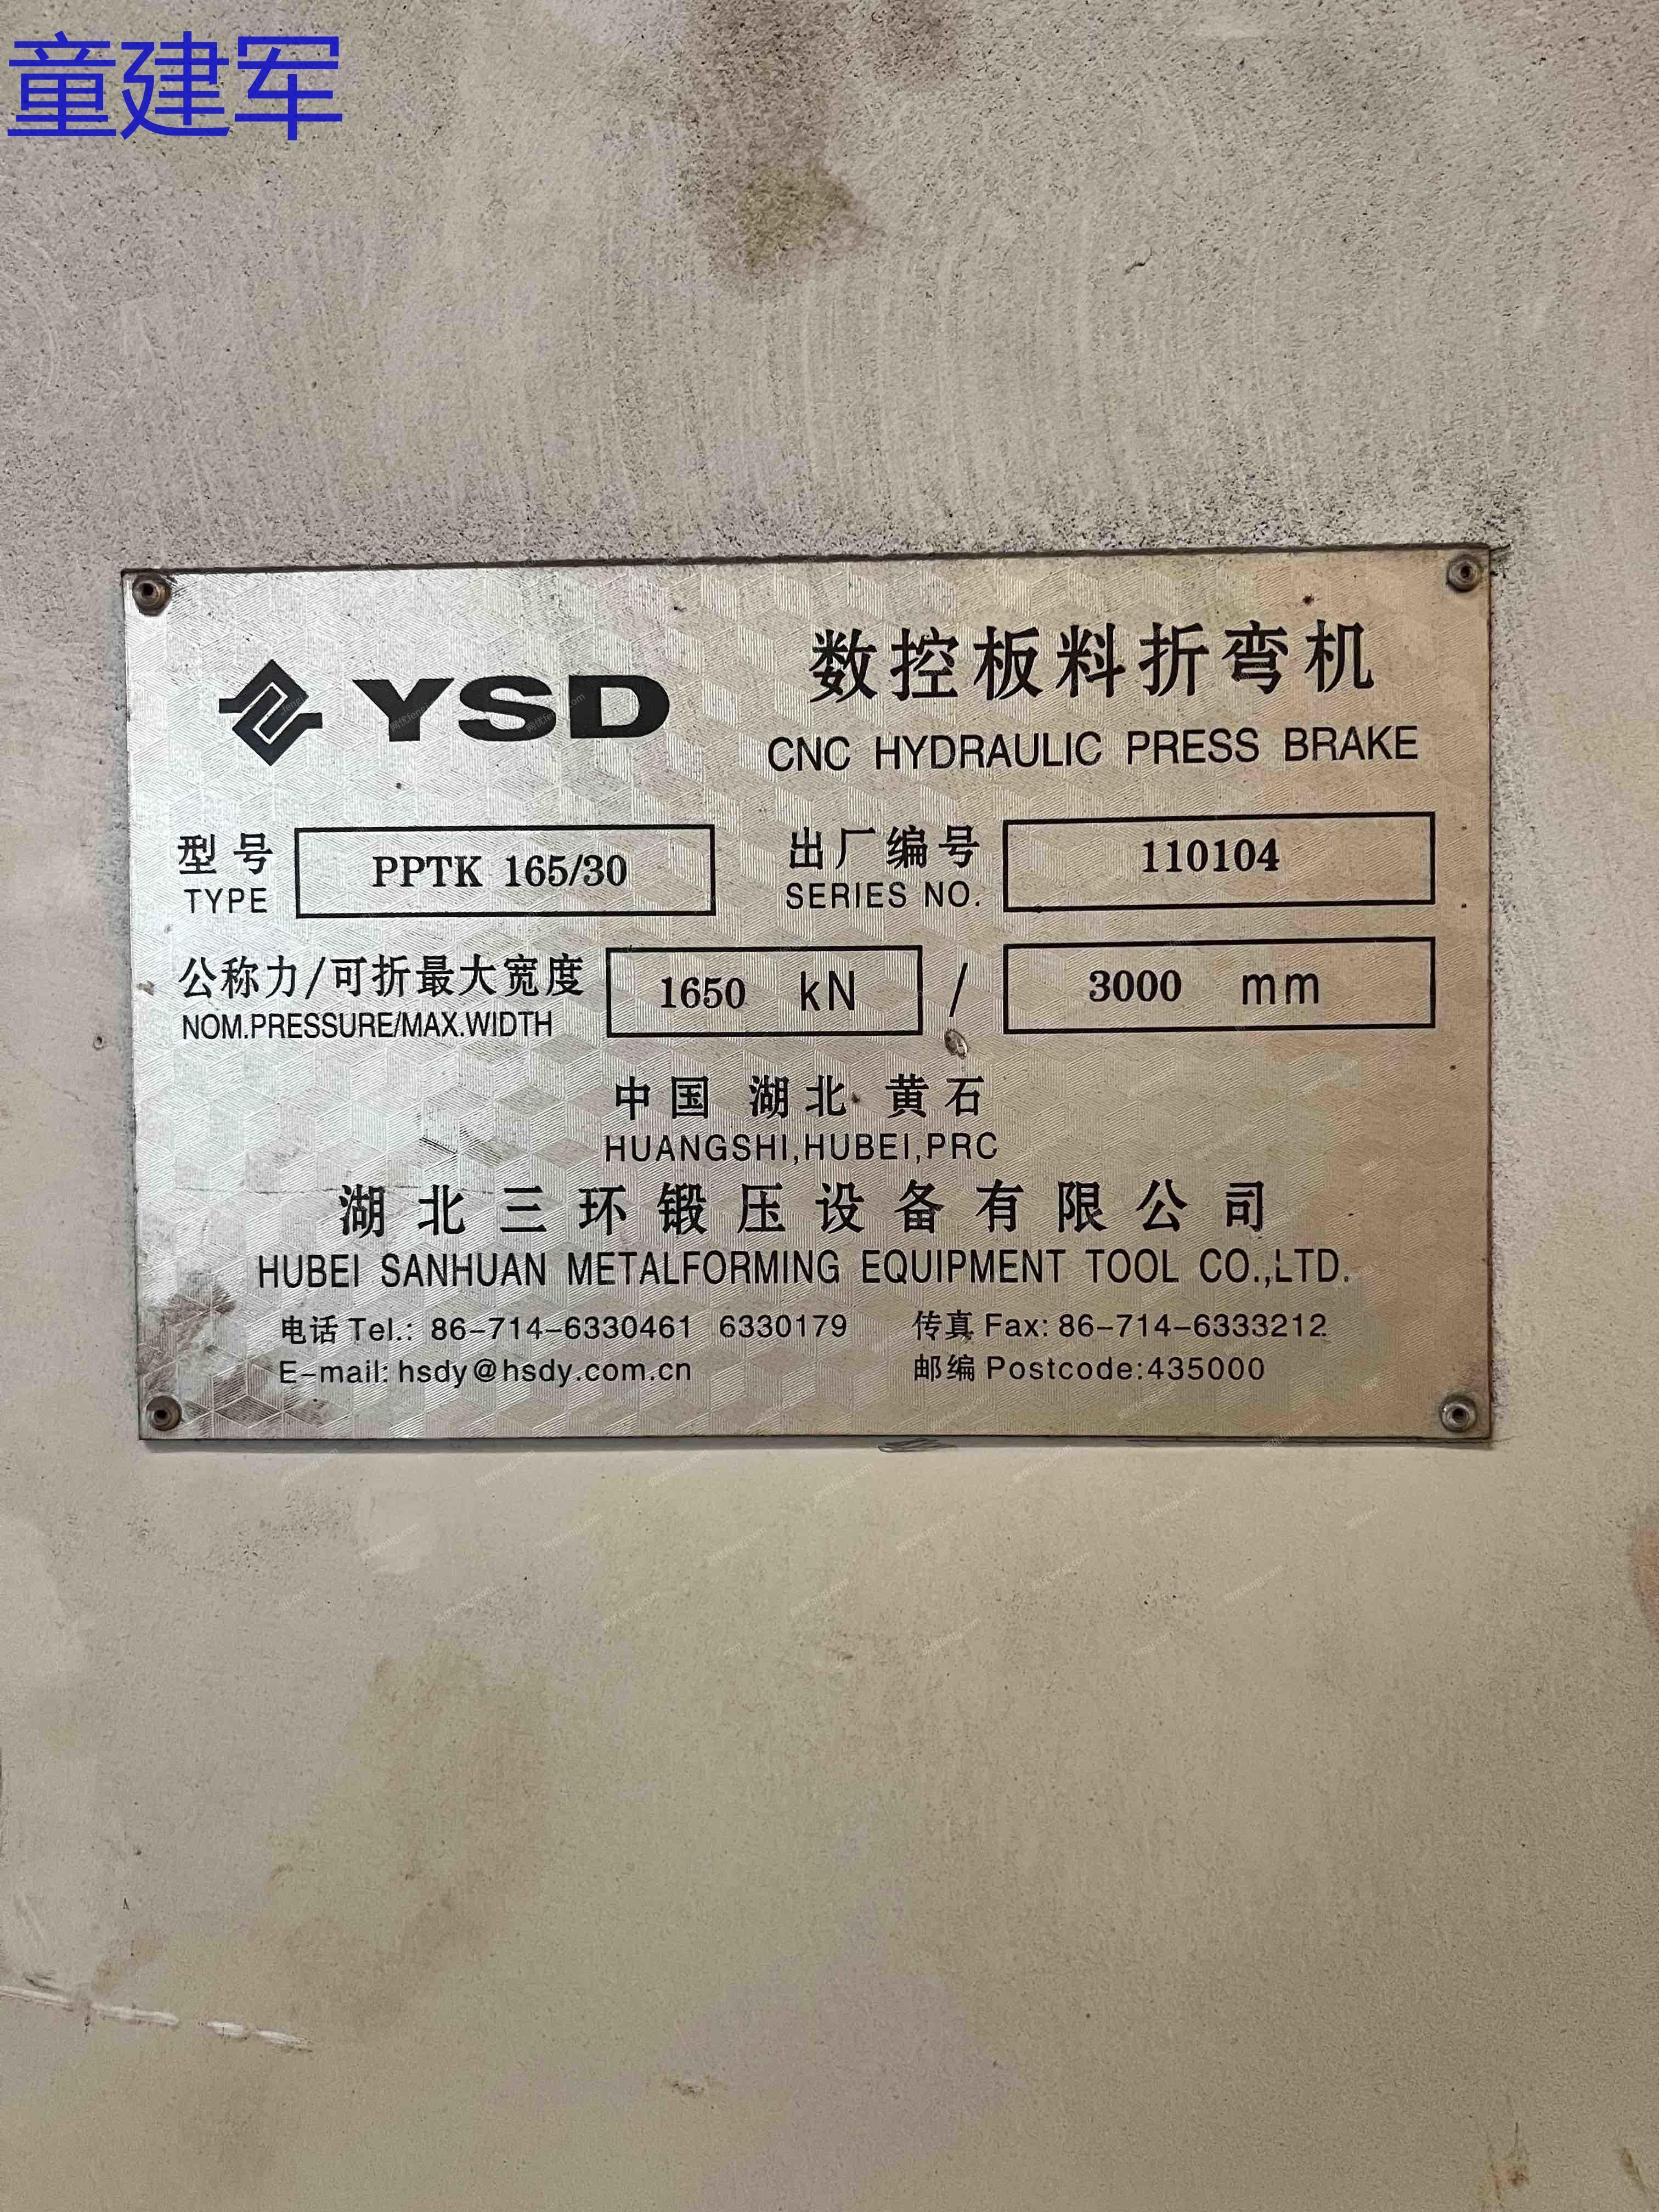 童建军
YSD
数控板料折弯机
CNC HYDRAULIC PRESS BRAKE
型号 PPTK 165/30 出厂编号 110104
TYPE SERIES NO.
公称力/可折最大宽度 1650 kN / 3000 mm
NOM.PRESSURE/MAX.WIDTH
中国 湖北 黄石
HUANGSHI,HUBEI,PRC
湖北三环锻压设备有限公司
HUBEI SANHUAN METALFORMING EQUIPMENT TOOL CO.,LTD.
电话 Tel.: 86-714-6330461 6330179 传真 Fax: 86-714-6333212
E-mail: hsdy@hsdy.com.cn 邮编 Postcode:435000